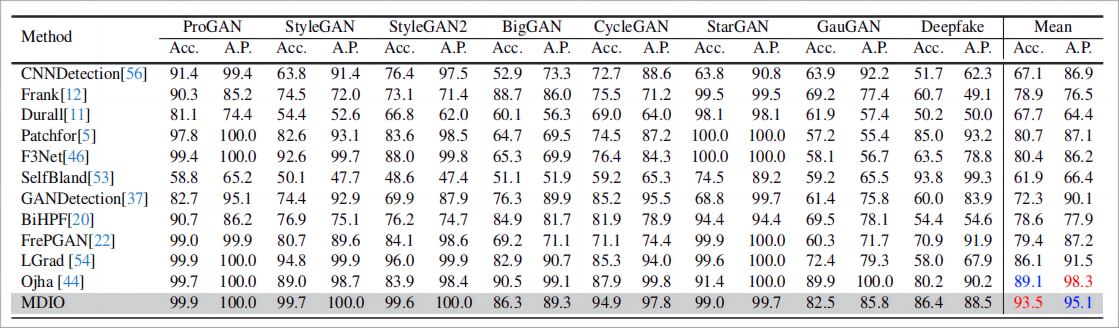 Method ProGAN StyleGAN StyleGAN2 BigGAN CycleGAN StarGAN GauGAN Deepfake Mean
Acc. A.P. Acc. A.P. Acc. A.P. Acc. A.P. Acc. A.P. Acc. A.P. Acc. A.P. Acc. A.P. Acc. A.P.
CNNDetection[56] 91.4 99.4 63.8 91.4 76.4 97.5 52.9 73.3 72.7 88.6 63.8 90.8 63.9 92.2 51.7 62.3 67.1 86.9
Frank[12] 90.3 85.2 74.5 72.0 73.1 71.4 88.7 86.0 75.5 71.2 99.5 99.5 69.2 77.4 60.7 49.1 78.9 76.5
Durall[11] 81.1 74.4 54.4 52.6 66.8 62.0 60.1 56.3 69.0 64.0 98.1 98.1 61.9 57.4 50.2 50.0 67.7 64.4
Patchfor[5] 97.8 100.0 82.6 93.1 83.6 98.5 64.7 69.5 74.5 87.2 100.0 100.0 57.2 55.4 85.0 93.2 80.7 87.1
F3Net[46] 99.4 100.0 92.6 99.7 88.0 99.8 65.3 69.9 76.4 84.3 100.0 100.0 58.1 56.7 63.5 78.8 80.4 86.2
SelfBland[53] 58.8 65.2 50.1 47.7 48.6 47.4 51.1 51.9 59.2 65.3 74.5 89.2 59.2 65.5 93.8 99.3 61.9 66.4
GANDetection[37] 82.7 95.1 74.4 92.9 69.9 87.9 76.3 89.9 85.2 95.5 68.8 99.7 61.4 75.8 60.0 83.9 72.3 90.1
BiHPF[20] 90.7 86.2 76.9 75.1 76.2 74.7 84.9 81.7 81.9 78.9 94.4 94.4 69.5 78.1 54.4 54.6 78.6 77.9
FrePGAN[22] 99.0 99.9 80.7 89.6 84.1 98.6 69.2 71.1 71.1 74.4 99.9 100.0 60.3 71.7 70.9 91.9 79.4 87.2
LGrad [54] 99.9 100.0 94.8 99.9 96.0 99.9 82.9 90.7 85.3 94.0 99.6 100.0 72.4 79.3 58.0 67.9 86.1 91.5
Ojha [44] 99.7 100.0 89.0 98.7 83.9 98.4 90.5 99.1 87.9 99.8 91.4 100.0 89.9 100.0 80.2 90.2 89.1 98.3
MDIO 99.9 100.0 99.7 100.0 99.6 100.0 86.3 89.3 94.9 97.8 99.0 99.7 82.5 85.8 86.4 88.5 93.5 95.1